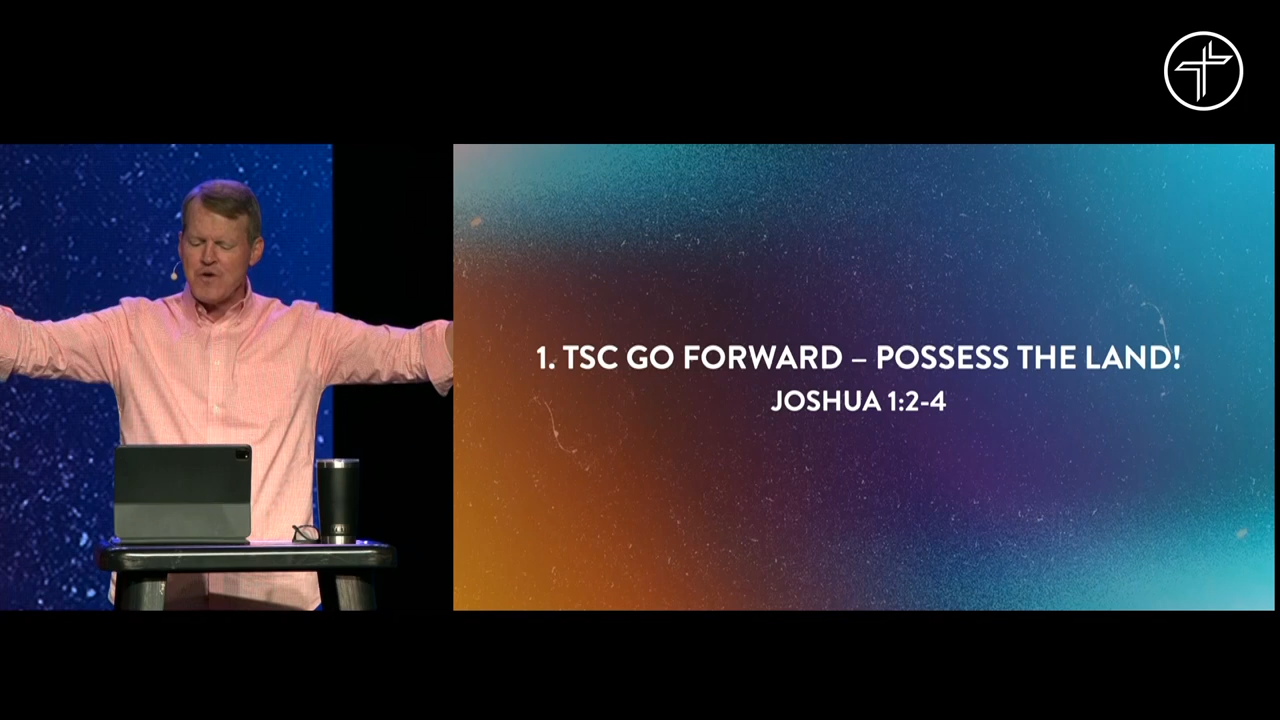 1. TSC GO FORWARD – POSSESS THE LAND!
JOSHUA 1:2-4